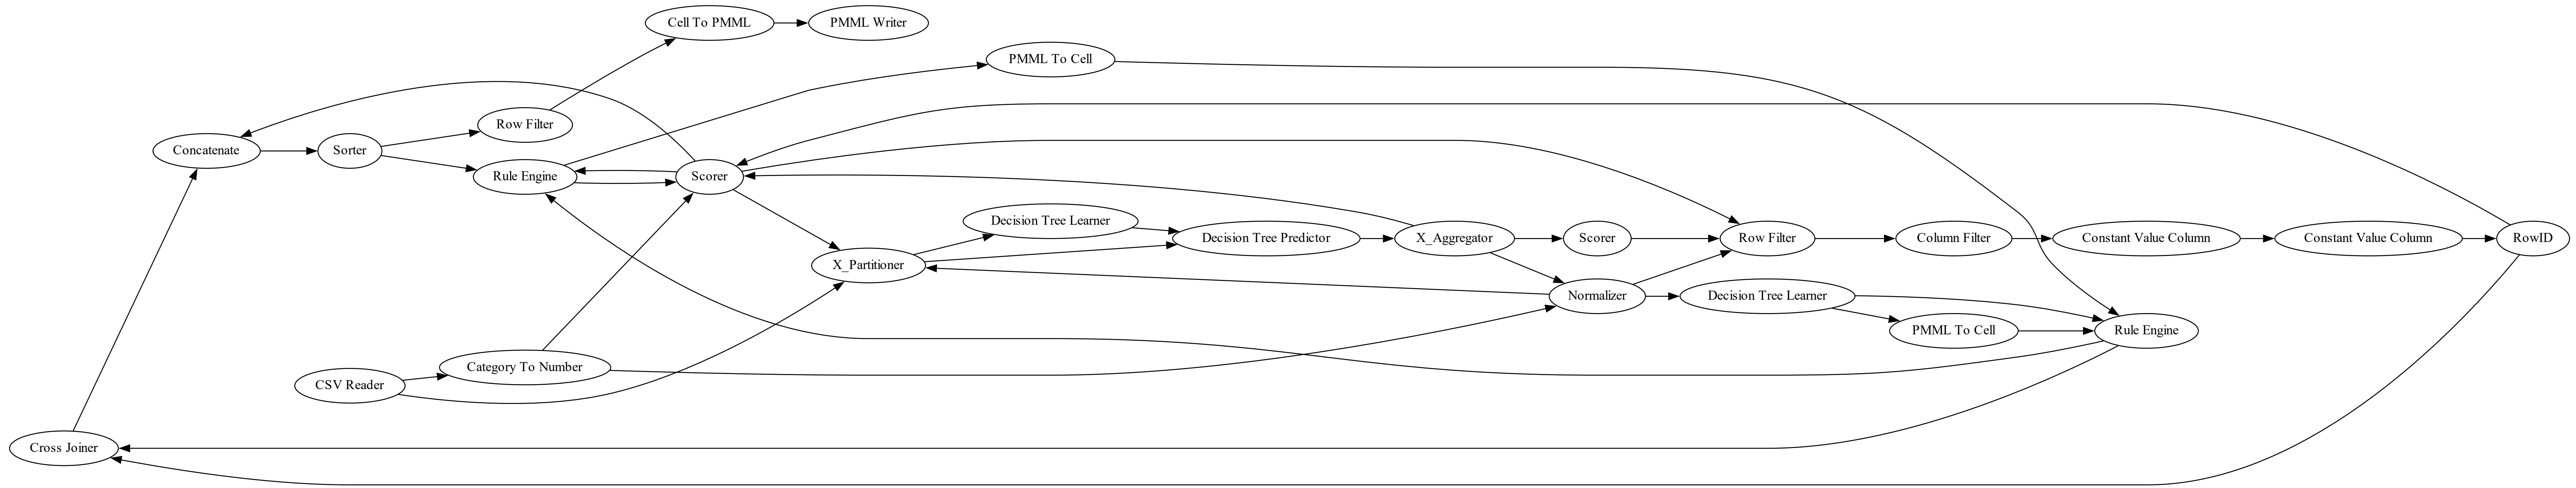 Cell To PMML
PMML Writer
PMML To Cell
Row Filter
Concatenate
Sorter
Rule Engine
Scorer
Decision Tree Learner
Decision Tree Predictor
X_Aggregator
Scorer
Row Filter
Column Filter
Constant Value Column
Constant Value Column
RowID
X_Partitioner
Normalizer
Decision Tree Learner
PMML To Cell
Rule Engine
Category To Number
CSV Reader
Cross Joiner